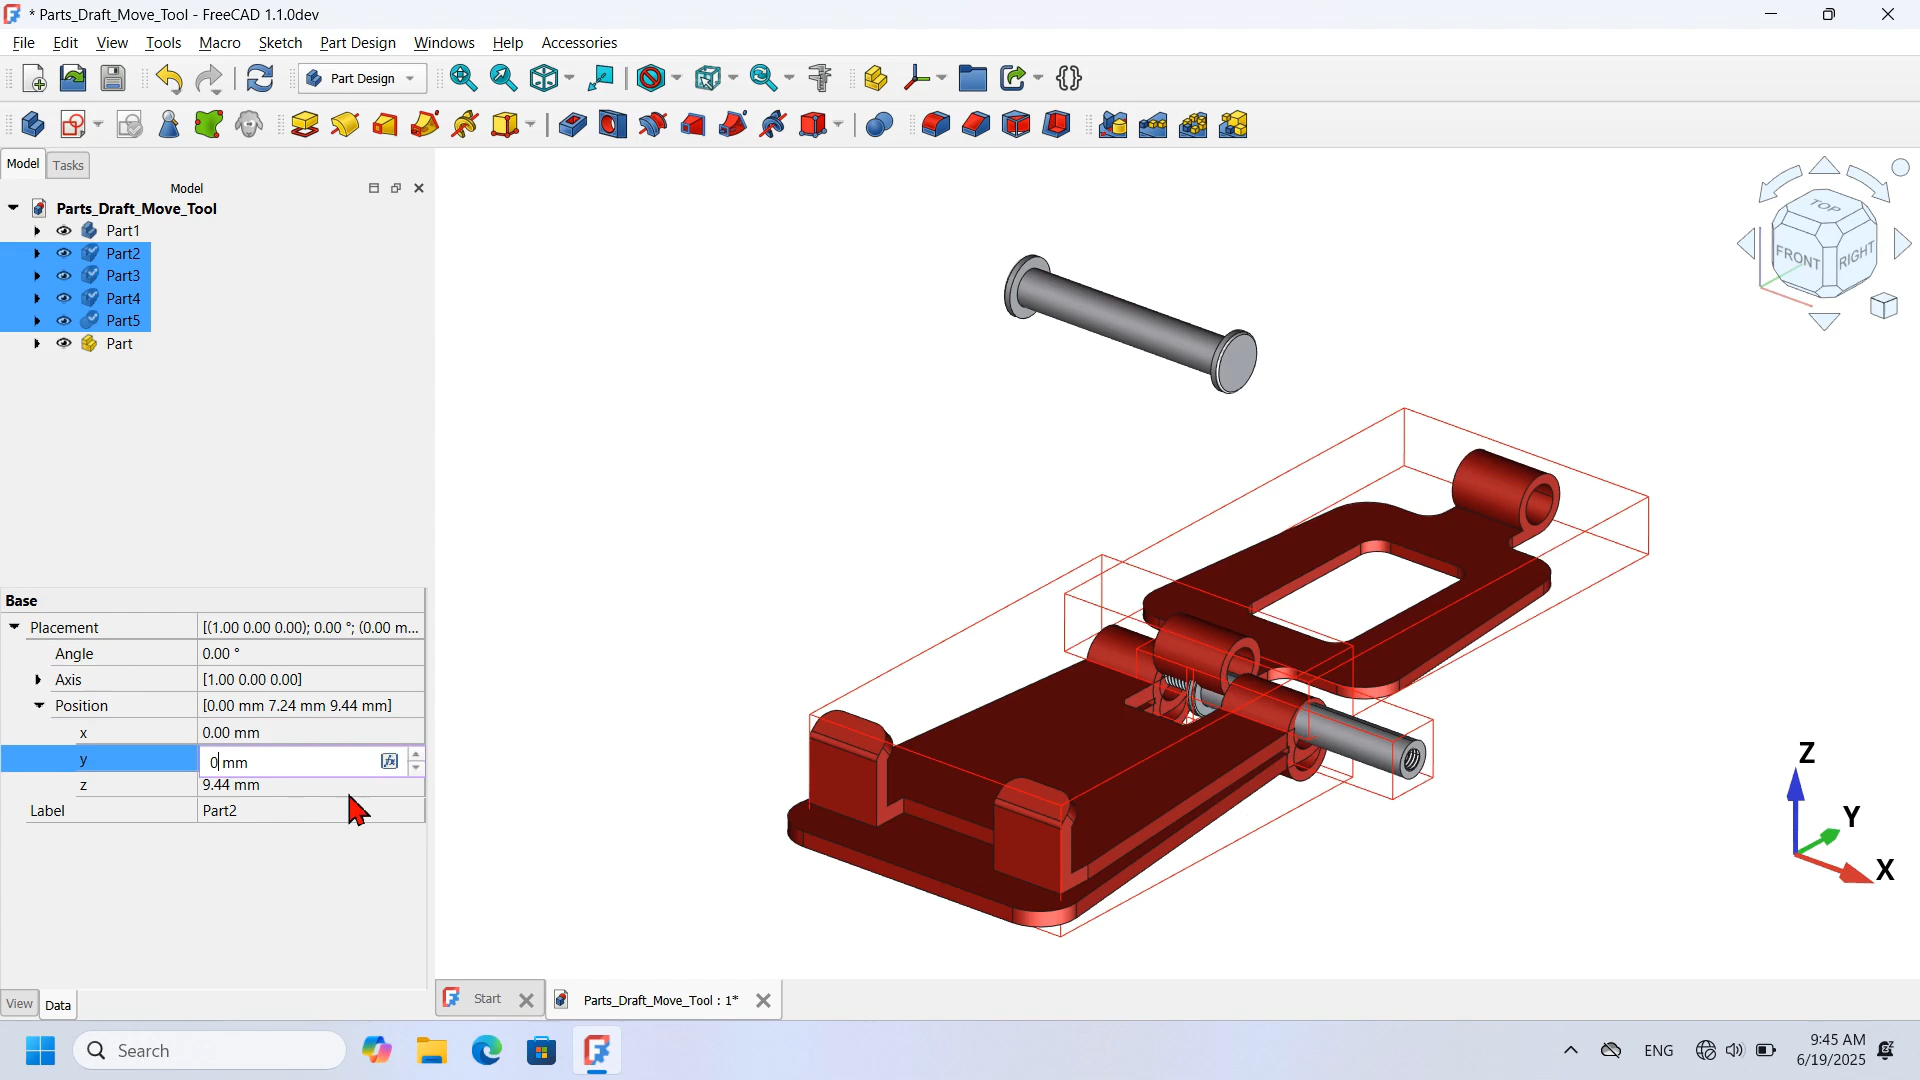 * Parts_Draft_Move_Tool - FreeCAD 1.1.0dev
File Edit View Tools Macro Sketch Part Design Windows Help Accessories
Part Design
Model Tasks
Model
Parts_Draft_Move_Tool
Part1
Part2
Part3
Part4
Part5
Part
TOP
FRONT
RIGHT
Base
Placement [(1.00 0.00 0.00); 0.00 °; (0.00 m...
Angle 0.00 °
Axis [1.00 0.00 0.00]
Position [0.00 mm 7.24 mm 9.44 mm]
x 0.00 mm
y 0 mm
z 9.44 mm
Label Part2
Z
Y
X
View Data
Start
Parts_Draft_Move_Tool : 1*
Search
ENG
9:45 AM
6/19/2025